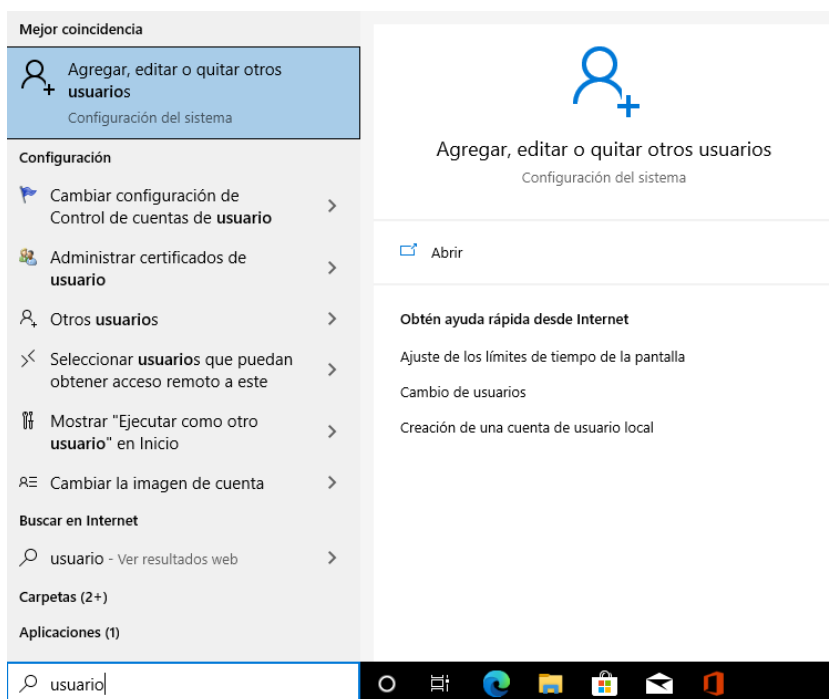 Mejor coincidencia
Agregar, editar o quitar otros
usuarios
Configuración del sistema
Configuración
Cambiar configuración de
Control de cuentas de usuario
Administrar certificados de
usuario
Otros usuarios
Seleccionar usuarios que puedan
obtener acceso remoto a este
Mostrar "Ejecutar como otro
usuario" en Inicio
Cambiar la imagen de cuenta
Buscar en Internet
usuario - Ver resultados web
Carpetas (2+)
Aplicaciones (1)
usuario
Agregar, editar o quitar otros usuarios
Configuración del sistema
Abrir
Obtén ayuda rápida desde Internet
Ajuste de los límites de tiempo de la pantalla
Cambio de usuarios
Creación de una cuenta de usuario local